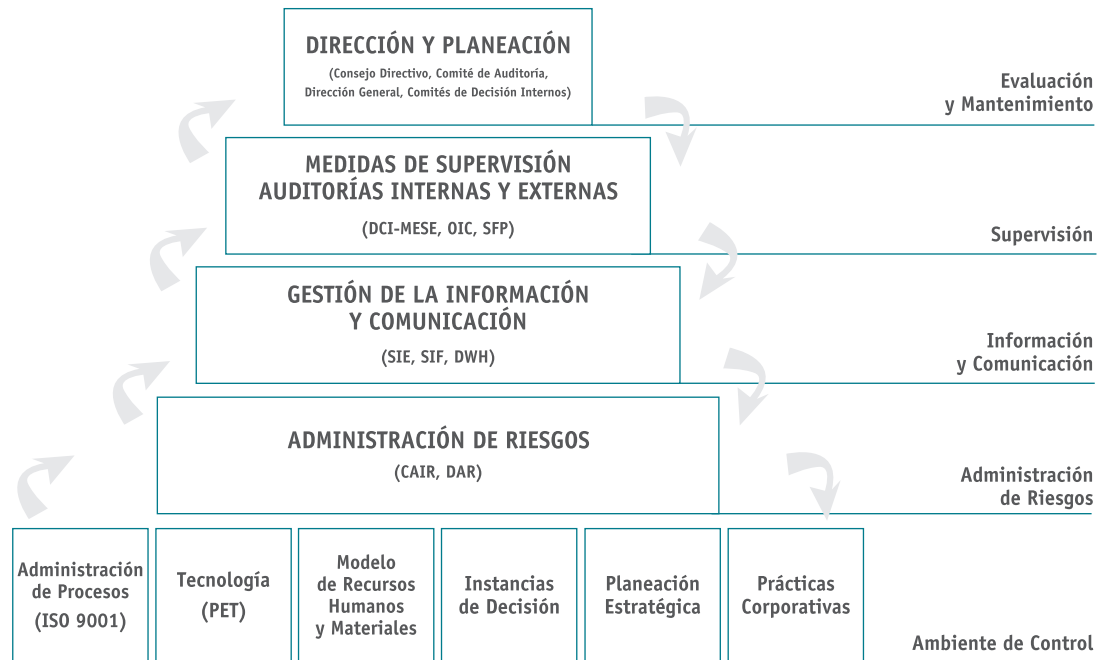 DIRECCIÓN Y PLANEACIÓN
(Consejo Directivo, Comité de Auditoría,
Dirección General, Comités de Decisión Internos)
Evaluación
y Mantenimiento
MEDIDAS DE SUPERVISIÓN
AUDITORÍAS INTERNAS Y EXTERNAS
(DCI-MESE, OIC, SFP)
Supervisión
GESTIÓN DE LA INFORMACIÓN
Y COMUNICACIÓN
(SIE, SIF, DWH)
Información
y Comunicación
ADMINISTRACIÓN DE RIESGOS
(CAIR, DAR)
Administración
de Riesgos
Administración
de Procesos
(ISO 9001)
Tecnología
(PET)
Modelo
de Recursos
Humanos
y Materiales
Instancias
de Decisión
Planeación
Estratégica
Prácticas
Corporativas
Ambiente de Control